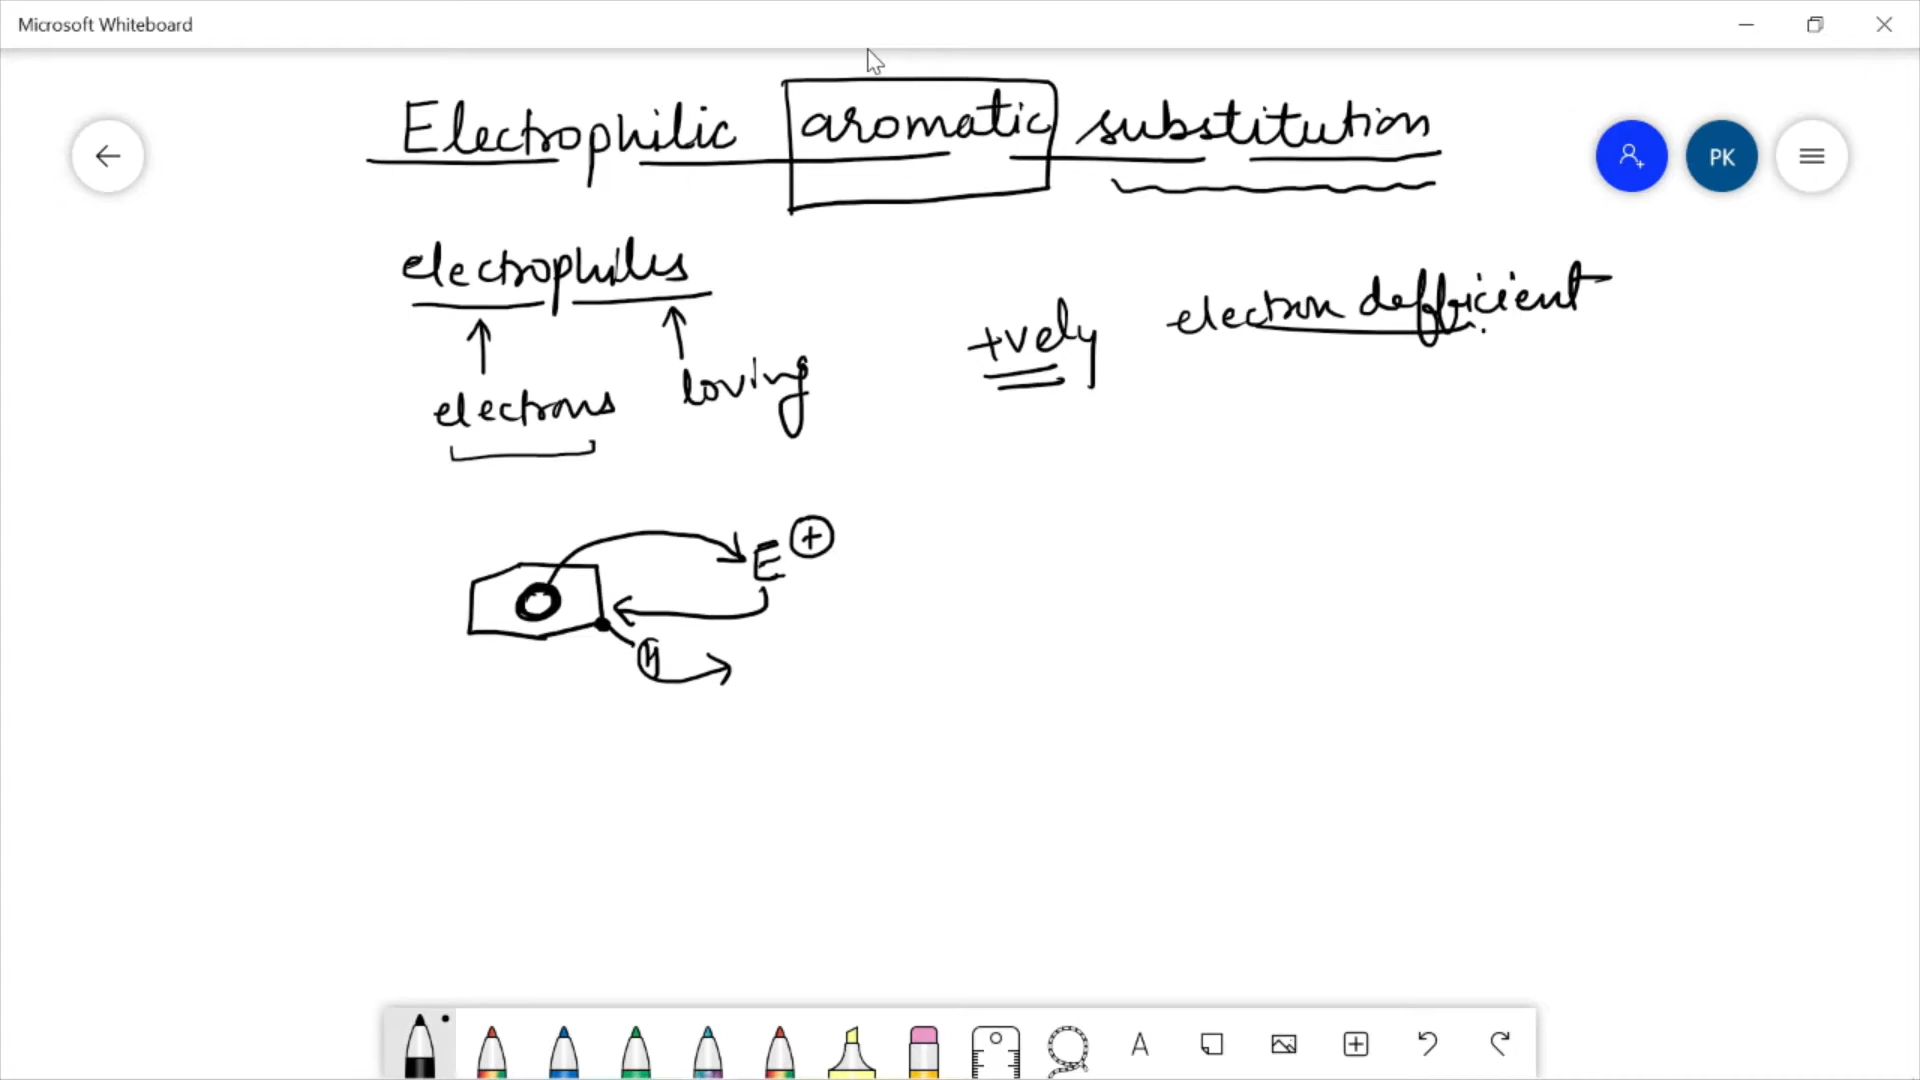 Microsoft Whiteboard
Electrophilic aromatic substitution
PK
electrophiles
electron defficient
+vely
electrons
loving
E +
H
A